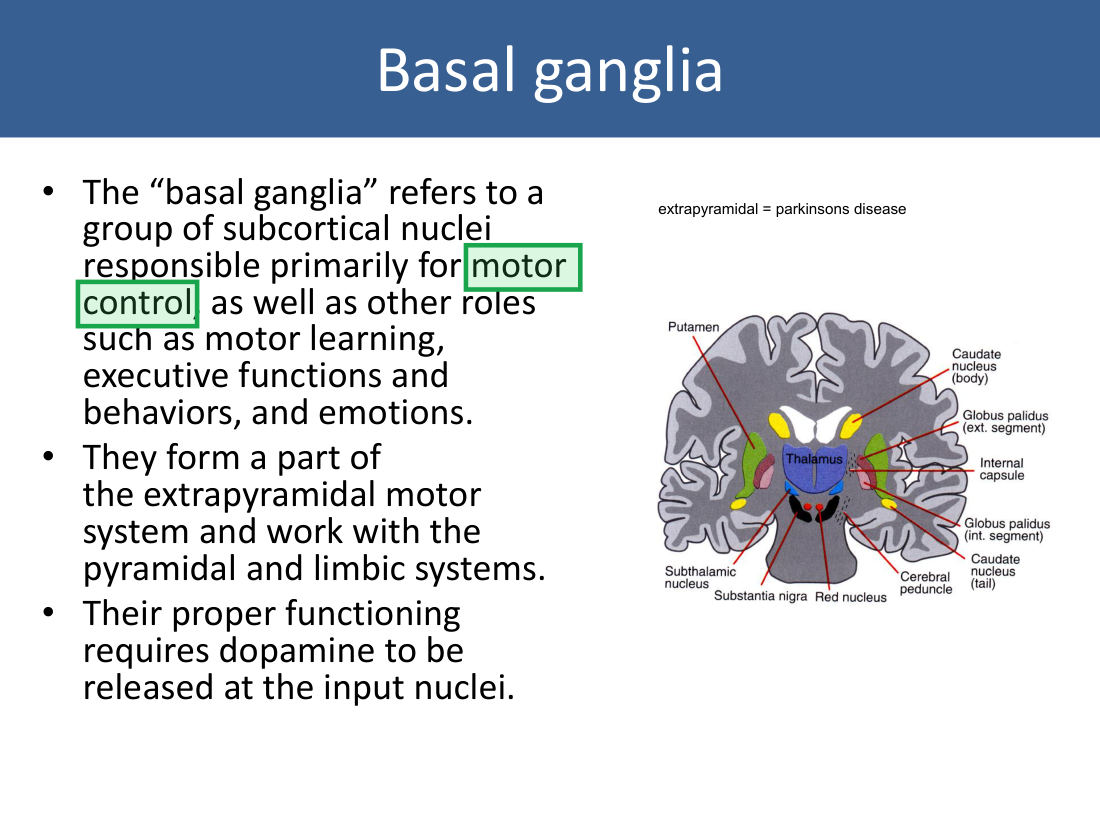 Basal ganglia
• The “basal ganglia” refers to a
group of subcortical nuclei
responsible primarily for motor
control, as well as other roles
such as motor learning,
executive functions and
behaviors, and emotions.
• They form a part of
the extrapyramidal motor
system and work with the
pyramidal and limbic systems.
• Their proper functioning
requires dopamine to be
released at the input nuclei.
extrapyramidal = parkinsons disease
Putamen
Caudate
nucleus
(body)
Globus palidus
(ext. segment)
Thalamus
Internal
capsule
Globus palidus
(int. segment)
Caudate
nucleus
(tail)
Cerebral
peduncle
Subthalamic
nucleus
Substantia nigra
Red nucleus